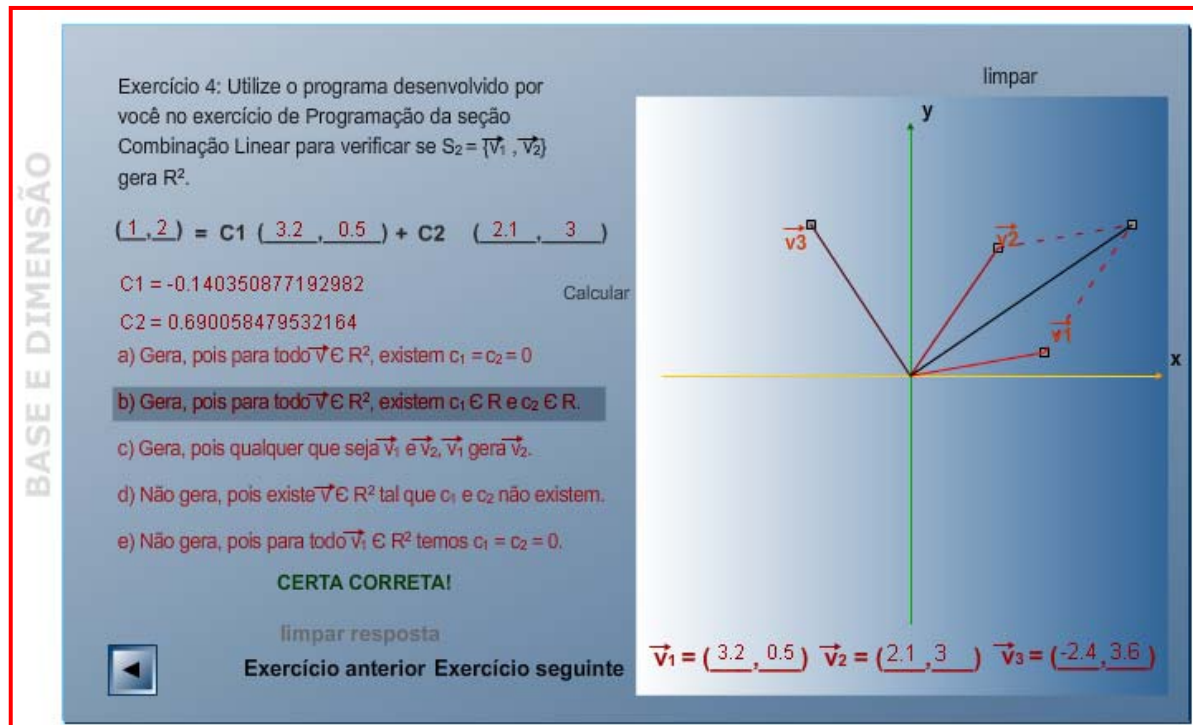 BASE E DIMENSÃO
Exercício 4: Utilize o programa desenvolvido por
você no exercício de Programação da seção
Combinação Linear para verificar se S₂ = {v₁ , v₂}
gera R².
(1,2) = C1 (3.2, 0.5) + C2 (2.1, 3)
C1 = -0.140350877192982
Calcular
C2 = 0.690058479532164
a) Gera, pois para todo v Є R², existem c₁ = c₂ = 0
b) Gera, pois para todo v Є R², existem c₁ Є R e c₂ Є R.
c) Gera, pois qualquer que seja v₁ e v₂, v₁ gera v₂.
d) Não gera, pois existe v Є R² tal que c₁ e c₂ não existem.
e) Não gera, pois para todo v₁ Є R² temos c₁ = c₂ = 0.
CERTA CORRETA!
limpar resposta
Exercício anterior Exercício seguinte
limpar
y
v3
v2
v1
x
v₁ = (3.2, 0.5) v₂ = (2.1, 3) v₃ = (-2.4, 3.6)